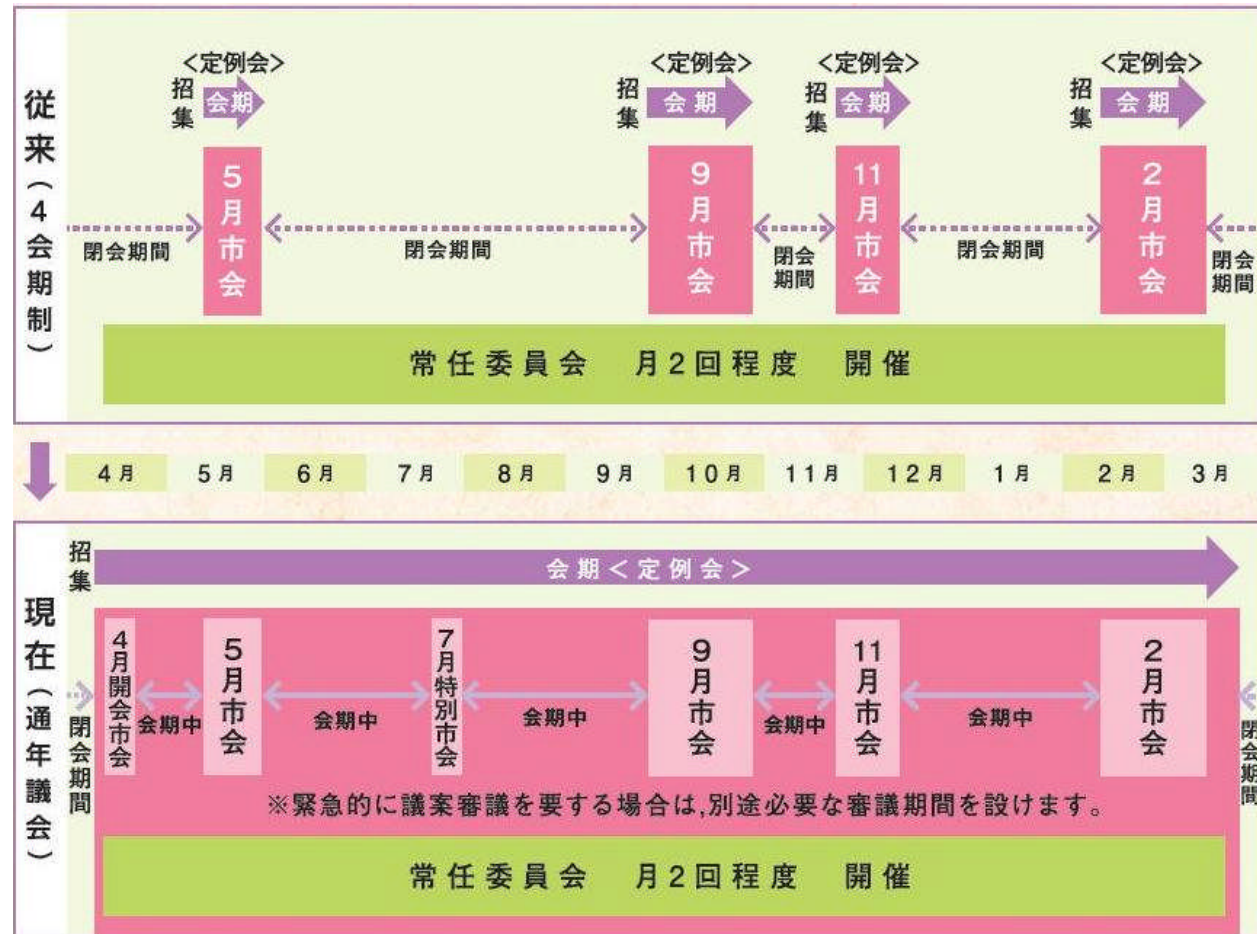 従来（4会期制）
＜定例会＞
招集
会期
5月市会
＜定例会＞
招集
会期
9月市会
＜定例会＞
招集
会期
11月市会
＜定例会＞
招集
会期
2月市会
閉会期間
閉会期間
閉会期間
閉会期間
閉会期間
常任委員会　月2回程度　開催
4月 5月 6月 7月 8月 9月 10月 11月 12月 1月 2月 3月
現在（通年議会）
招集
会期＜定例会＞
閉会期間
4月開会市会
会期中
5月市会
会期中
7月特別市会
会期中
9月市会
会期中
11月市会
会期中
2月市会
閉会期間
※緊急的に議案審議を要する場合は,別途必要な審議期間を設けます。
常任委員会　月2回程度　開催